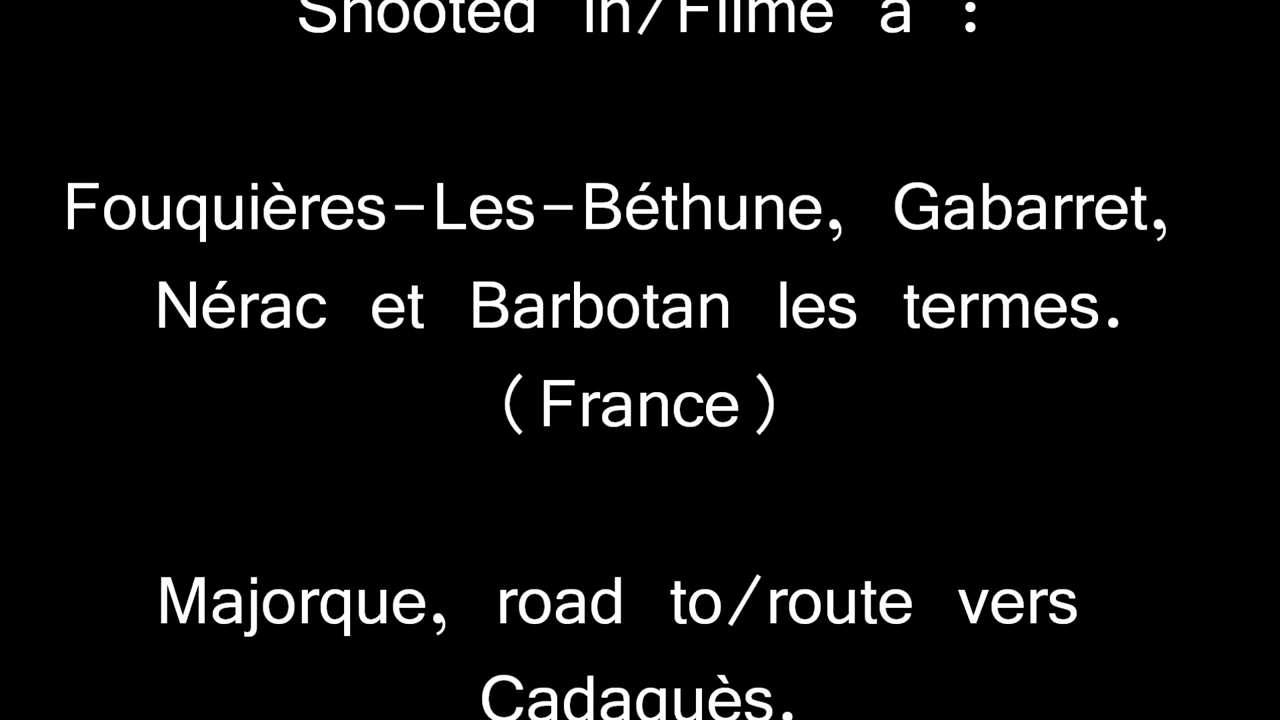 Shooted in/Filmé à :
Fouquières-Les-Béthune, Gabarret,
Nérac et Barbotan les termes.
(France)
Majorque, road to/route vers
Cadaquès.